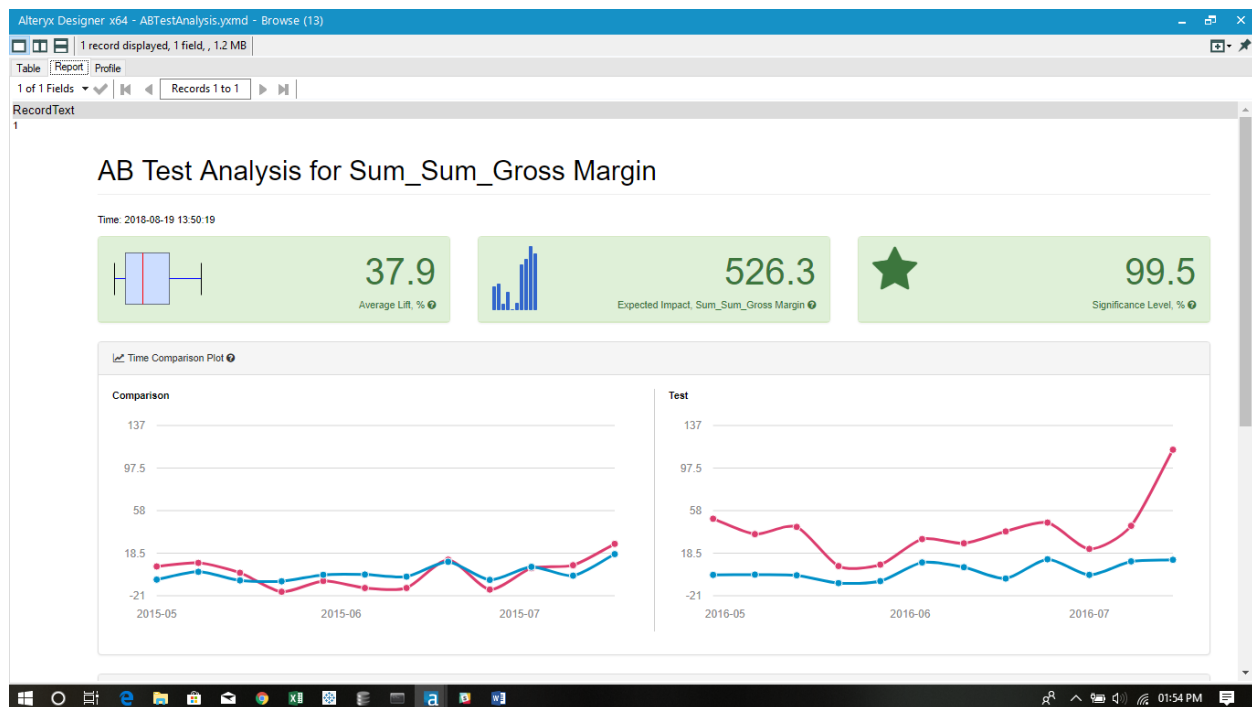 Alteryx Designer x64 - ABTestAnalysis.yxmd - Browse (13)
1 record displayed, 1 field, , 1.2 MB
Table Report Profile
1 of 1 Fields Records 1 to 1
RecordText
1
AB Test Analysis for Sum_Sum_Gross Margin
Time: 2018-08-19 13:50:19
37.9
Average Lift, %
526.3
Expected Impact, Sum_Sum_Gross Margin
99.5
Significance Level, %
Time Comparison Plot
Comparison
137
97.5
58
18.5
-21
2015-05 2015-06 2015-07
Test
137
97.5
58
18.5
-21
2016-05 2016-06 2016-07
01:54 PM